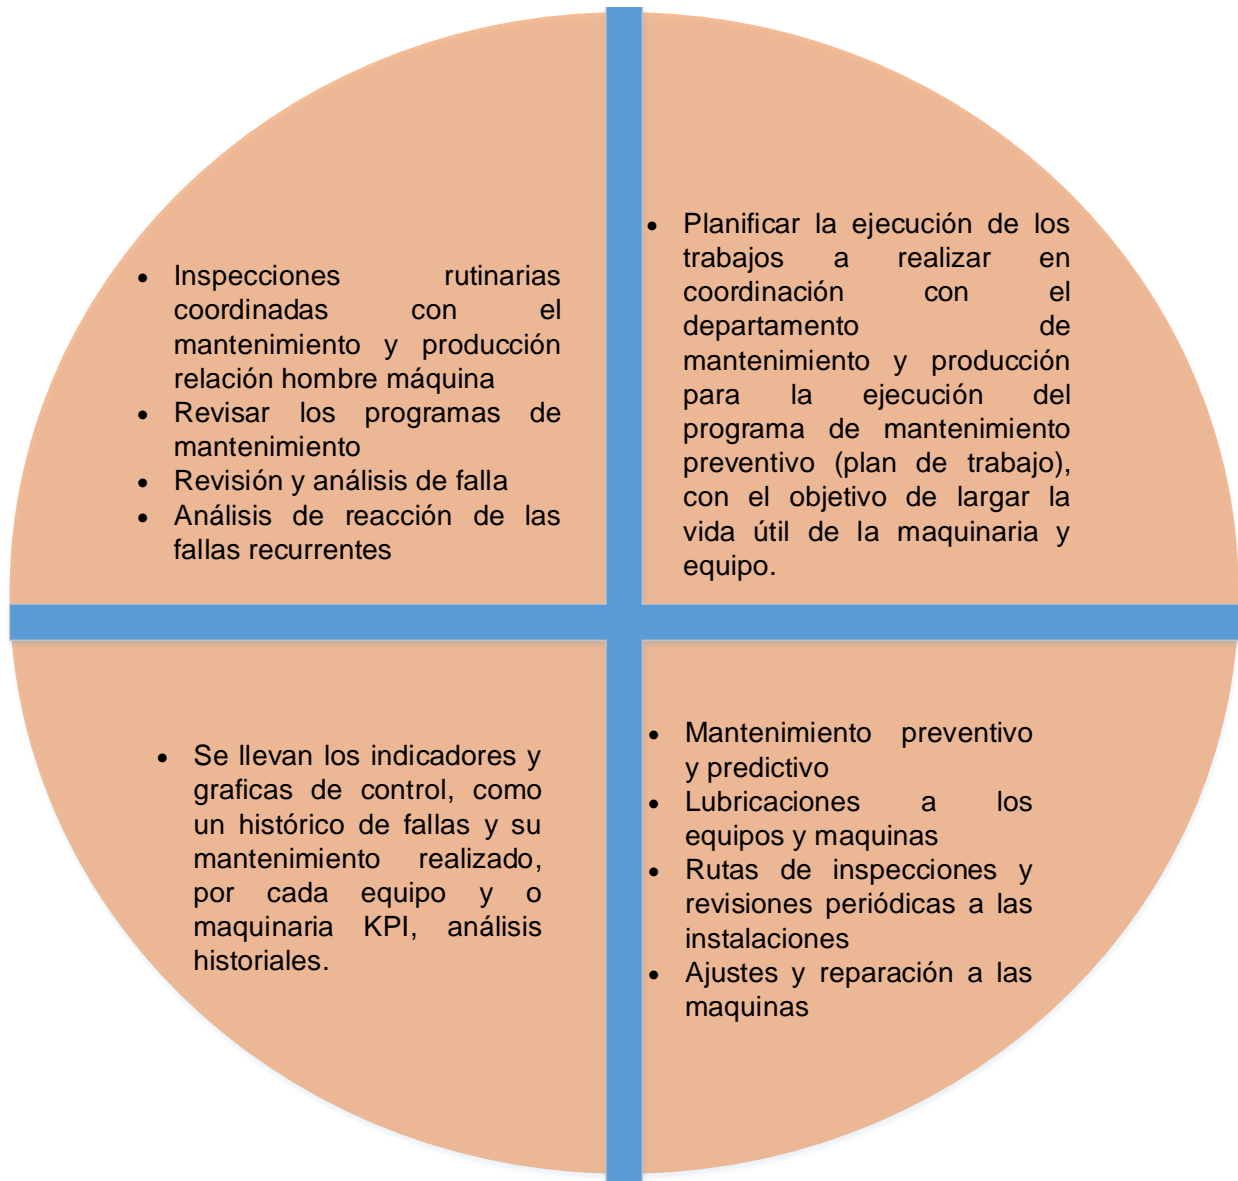 • Inspecciones rutinarias
coordinadas con el
mantenimiento y producción
relación hombre máquina
• Revisar los programas de
mantenimiento
• Revisión y análisis de falla
• Análisis de reacción de las
fallas recurrentes
• Planificar la ejecución de los
trabajos a realizar en
coordinación con el
departamento de
mantenimiento y producción
para la ejecución del
programa de mantenimiento
preventivo (plan de trabajo),
con el objetivo de largar la
vida útil de la maquinaria y
equipo.
• Se llevan los indicadores y
graficas de control, como
un histórico de fallas y su
mantenimiento realizado,
por cada equipo y o
maquinaria KPI, análisis
historiales.
• Mantenimiento preventivo
y predictivo
• Lubricaciones a los
equipos y maquinas
• Rutas de inspecciones y
revisiones periódicas a las
instalaciones
• Ajustes y reparación a las
maquinas